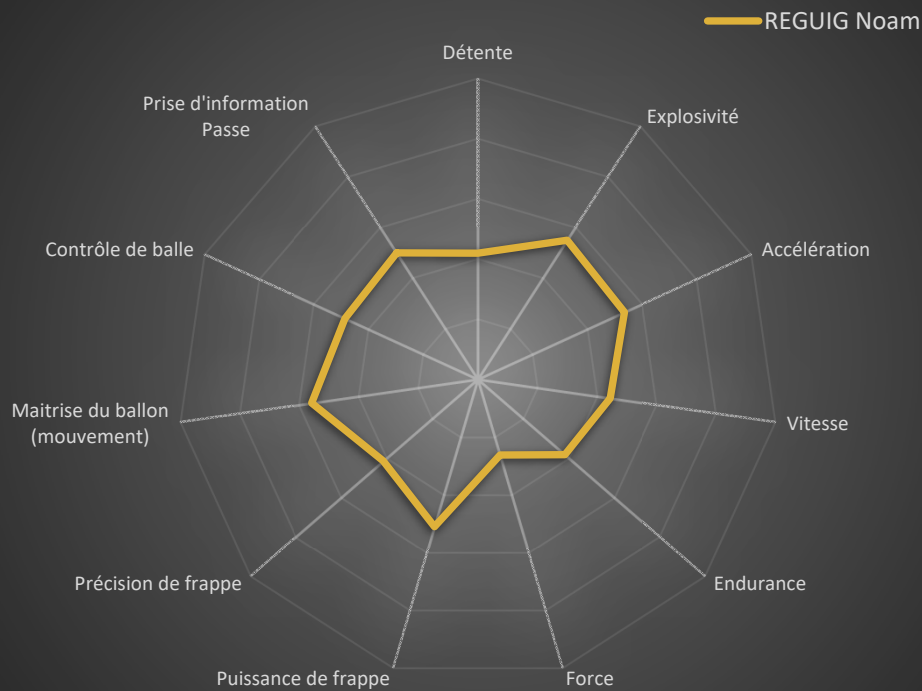 REGUIG Noam
Détente
Explosivité
Accélération
Vitesse
Endurance
Force
Puissance de frappe
Précision de frappe
Maitrise du ballon
(mouvement)
Contrôle de balle
Prise d'information
Passe